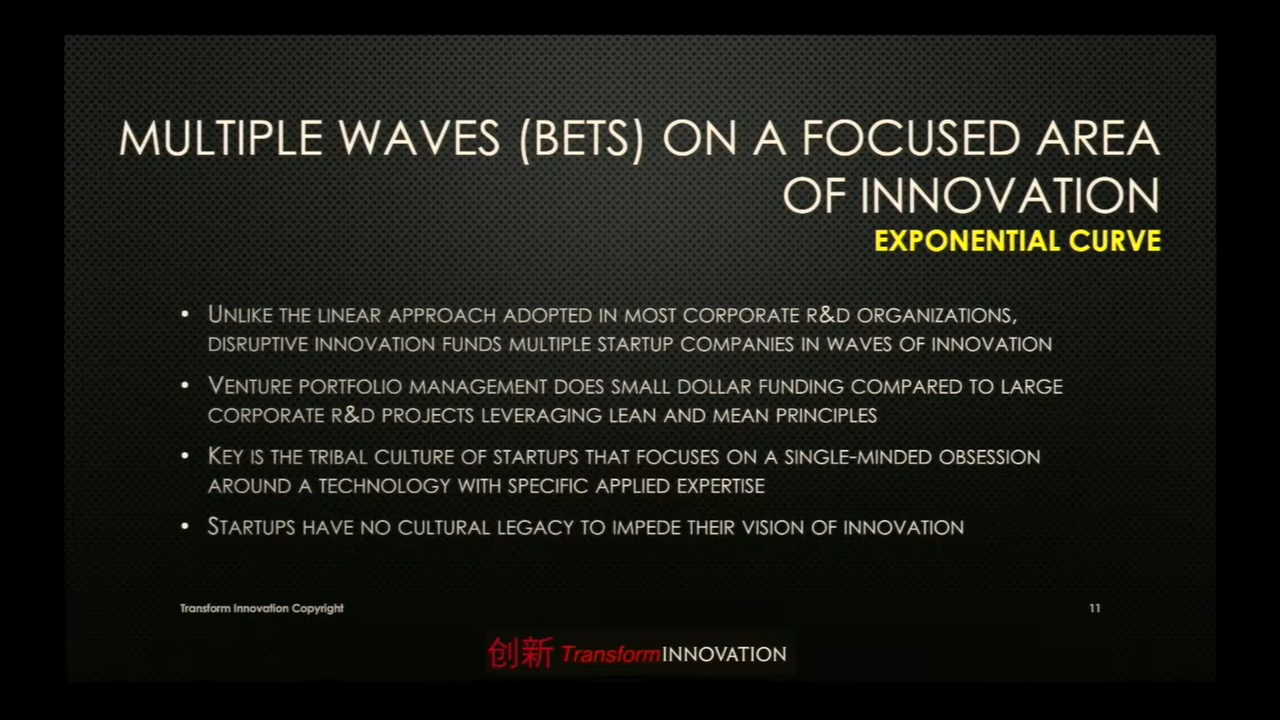 MULTIPLE WAVES (BETS) ON A FOCUSED AREA
OF INNOVATION
EXPONENTIAL CURVE
• UNLIKE THE LINEAR APPROACH ADOPTED IN MOST CORPORATE R&D ORGANIZATIONS,
DISRUPTIVE INNOVATION FUNDS MULTIPLE STARTUP COMPANIES IN WAVES OF INNOVATION
• VENTURE PORTFOLIO MANAGEMENT DOES SMALL DOLLAR FUNDING COMPARED TO LARGE
CORPORATE R&D PROJECTS LEVERAGING LEAN AND MEAN PRINCIPLES
• KEY IS THE TRIBAL CULTURE OF STARTUPS THAT FOCUSES ON A SINGLE-MINDED OBSESSION
AROUND A TECHNOLOGY WITH SPECIFIC APPLIED EXPERTISE
• STARTUPS HAVE NO CULTURAL LEGACY TO IMPEDE THEIR VISION OF INNOVATION
Transform Innovation Copyright
11
创新 TransformINNOVATION